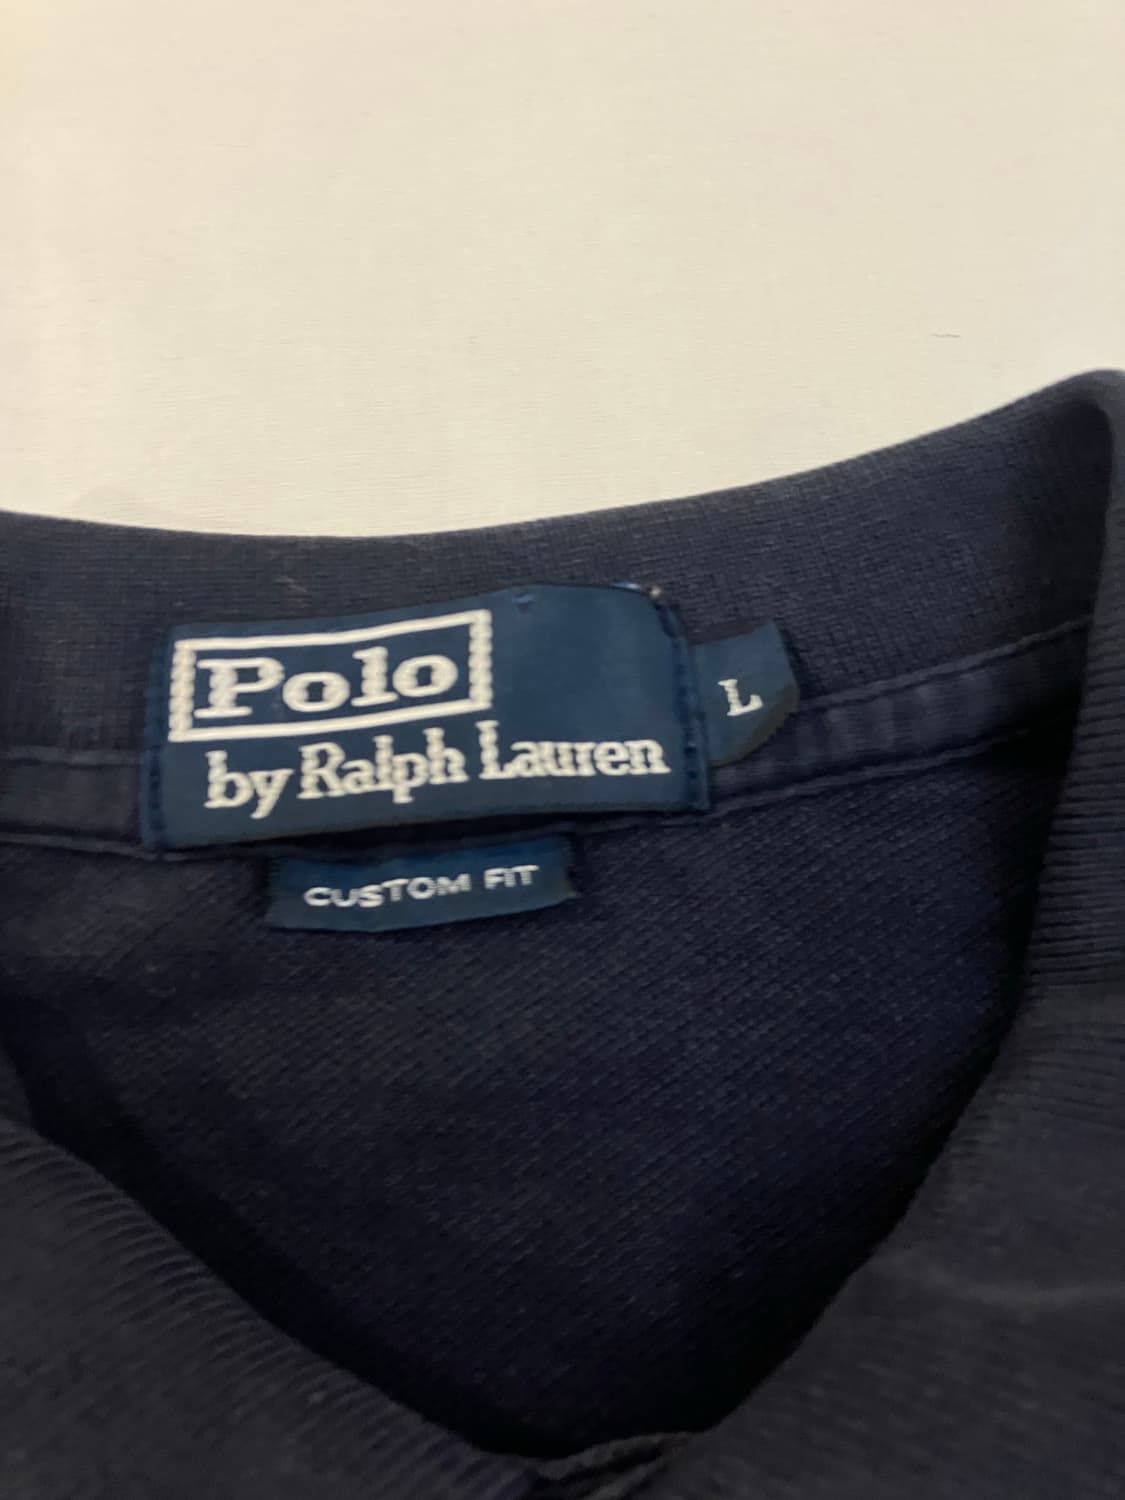 Polo
by Ralph Lauren
L
CUSTOM FIT